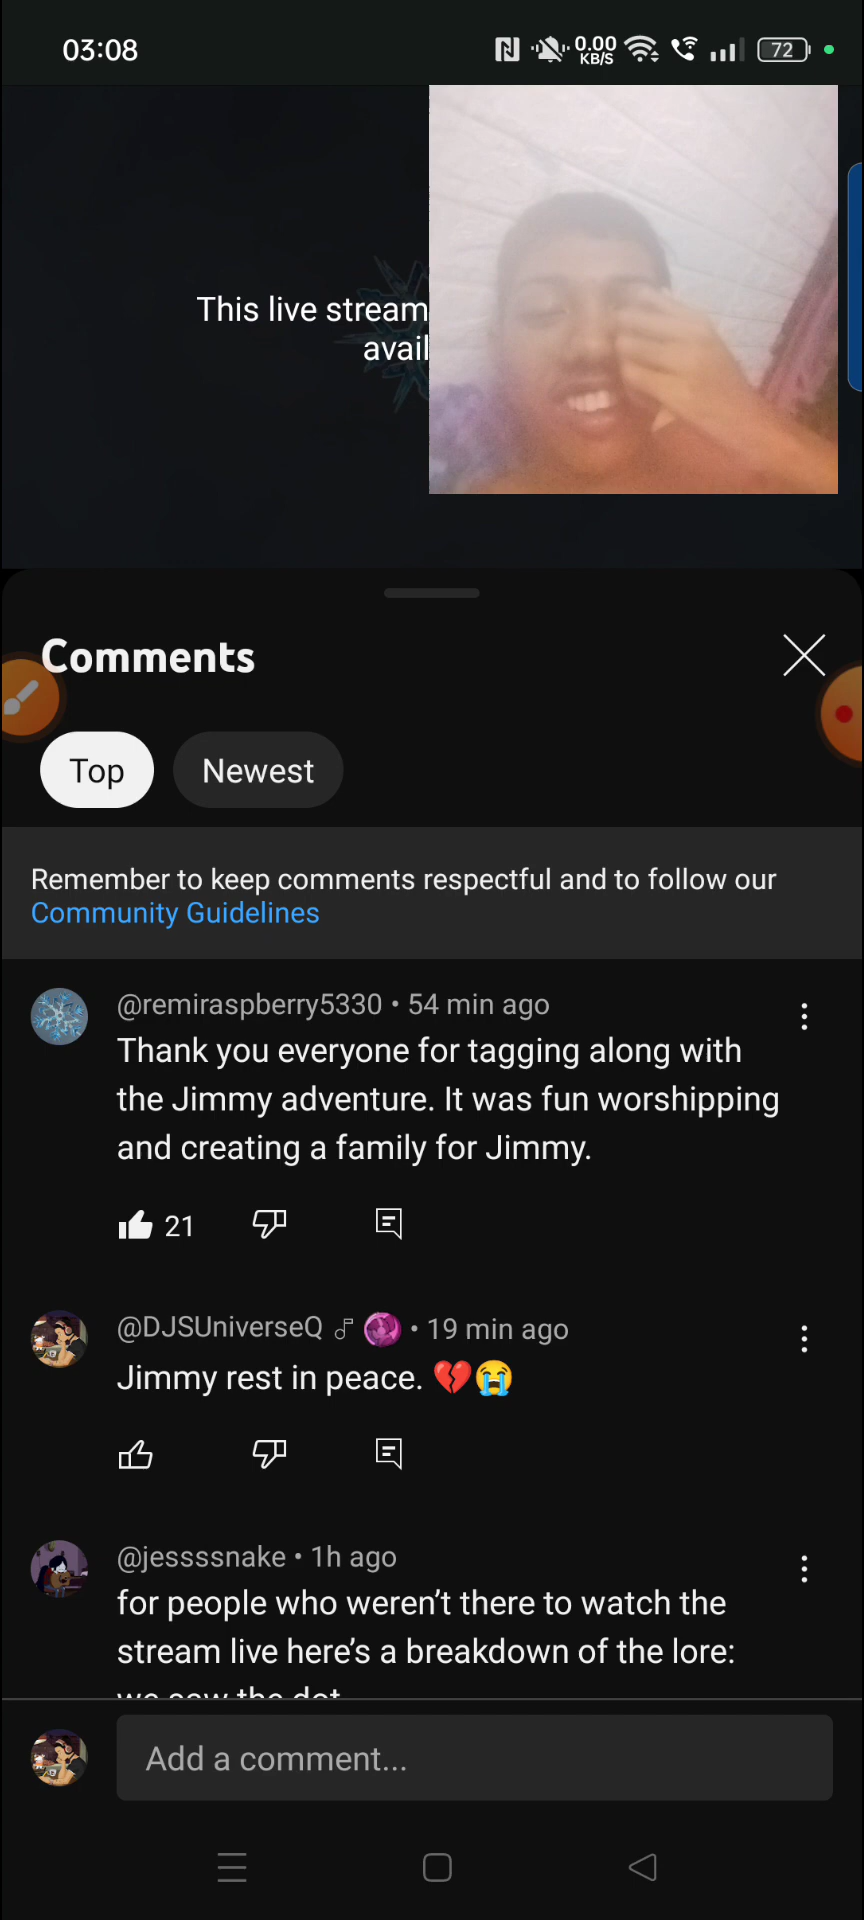 03:08
0.00
KB/S
72
This live stream
avail
Comments
Top
Newest
Remember to keep comments respectful and to follow our
Community Guidelines
@remiraspberry5330 • 54 min ago
Thank you everyone for tagging along with
the Jimmy adventure. It was fun worshipping
and creating a family for Jimmy.
21
@DJSUniverseQ • 19 min ago
Jimmy rest in peace. 💔😭
@jessssnake • 1h ago
for people who weren’t there to watch the
stream live here’s a breakdown of the lore:
we saw the dot
Add a comment...